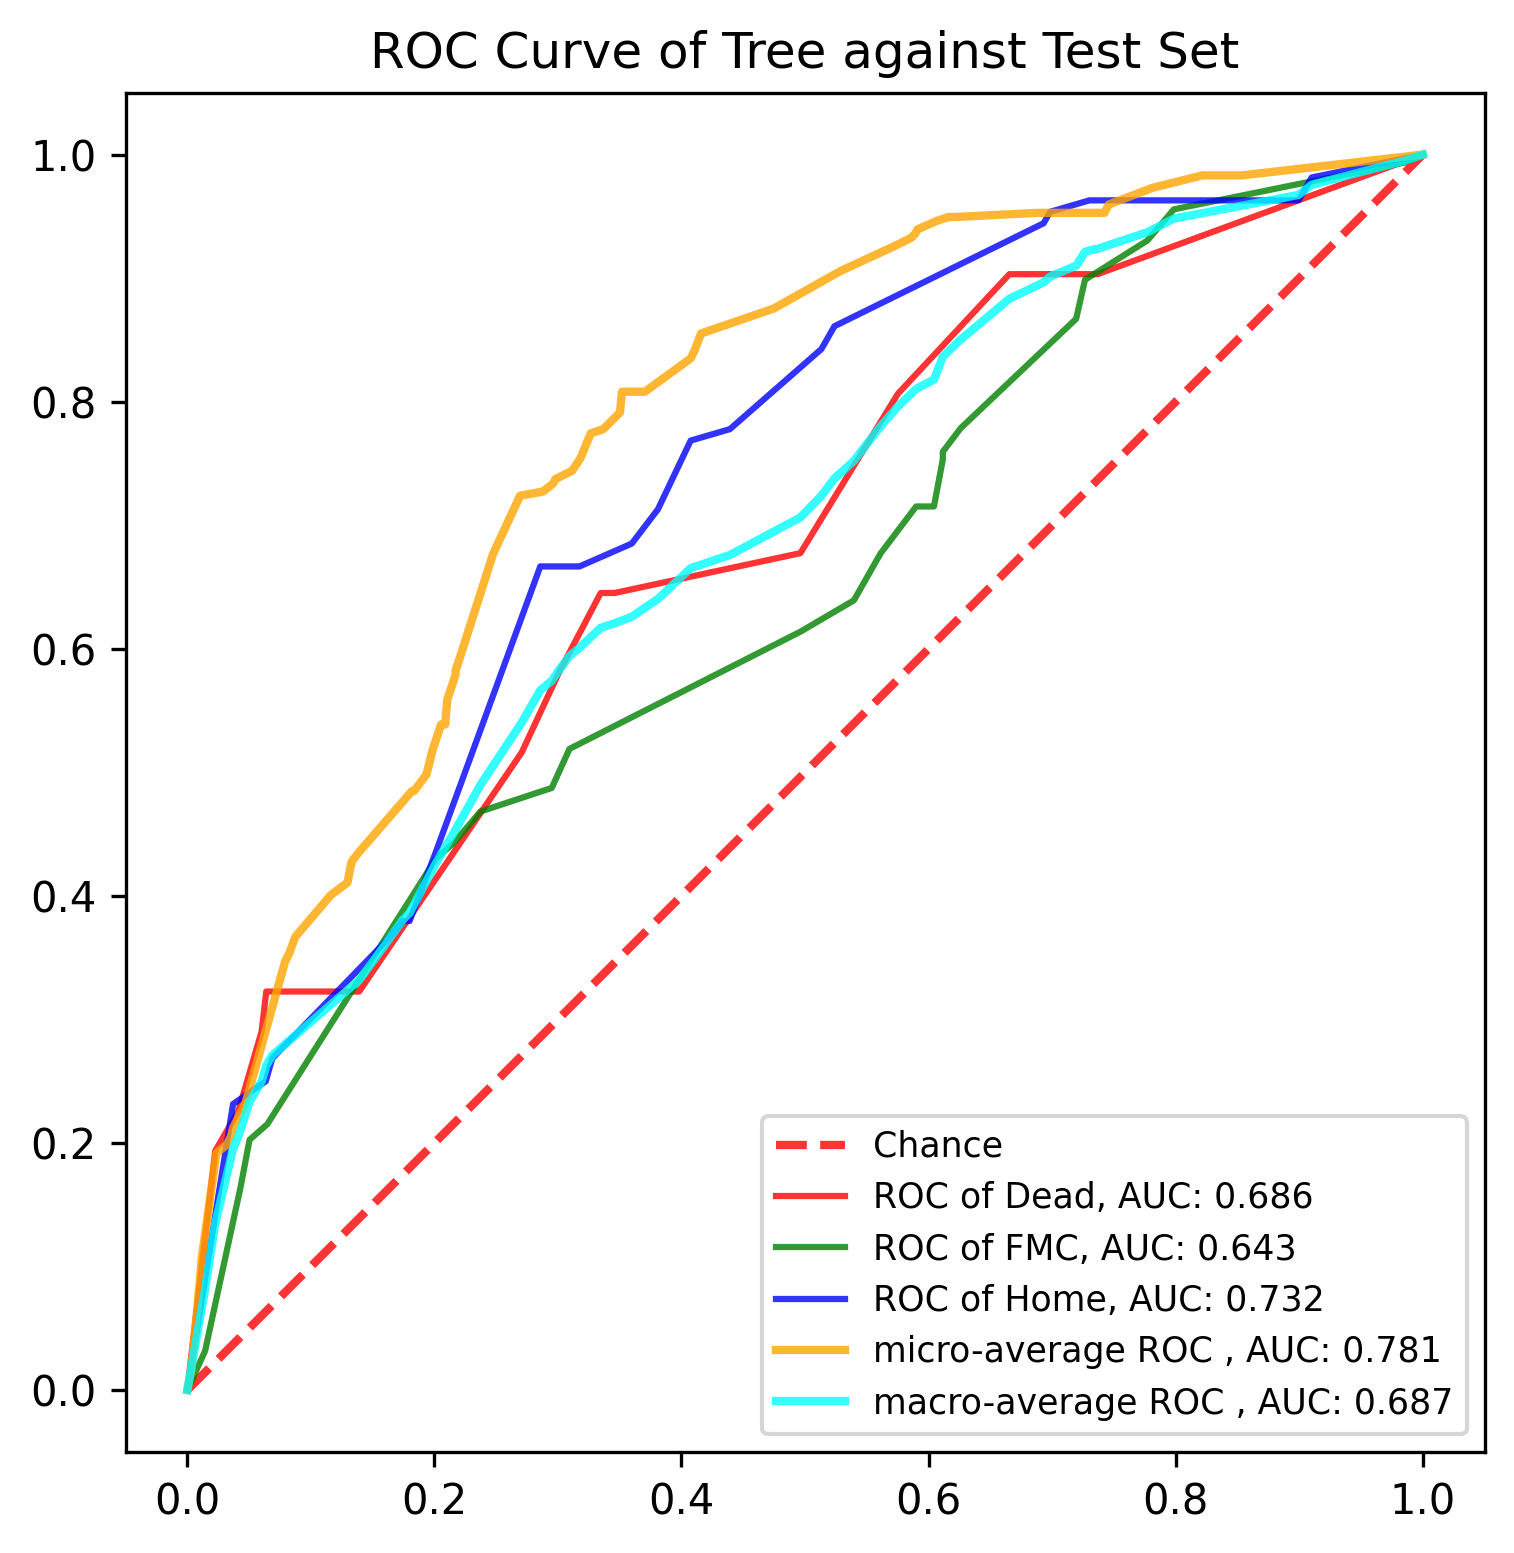 ROC Curve of Tree against Test Set
1.0
0.8
0.6
0.4
0.2
0.0
Chance
ROC of Dead, AUC: 0.686
ROC of FMC, AUC: 0.643
ROC of Home, AUC: 0.732
micro-average ROC , AUC: 0.781
macro-average ROC , AUC: 0.687
0.0 0.2 0.4 0.6 0.8 1.0